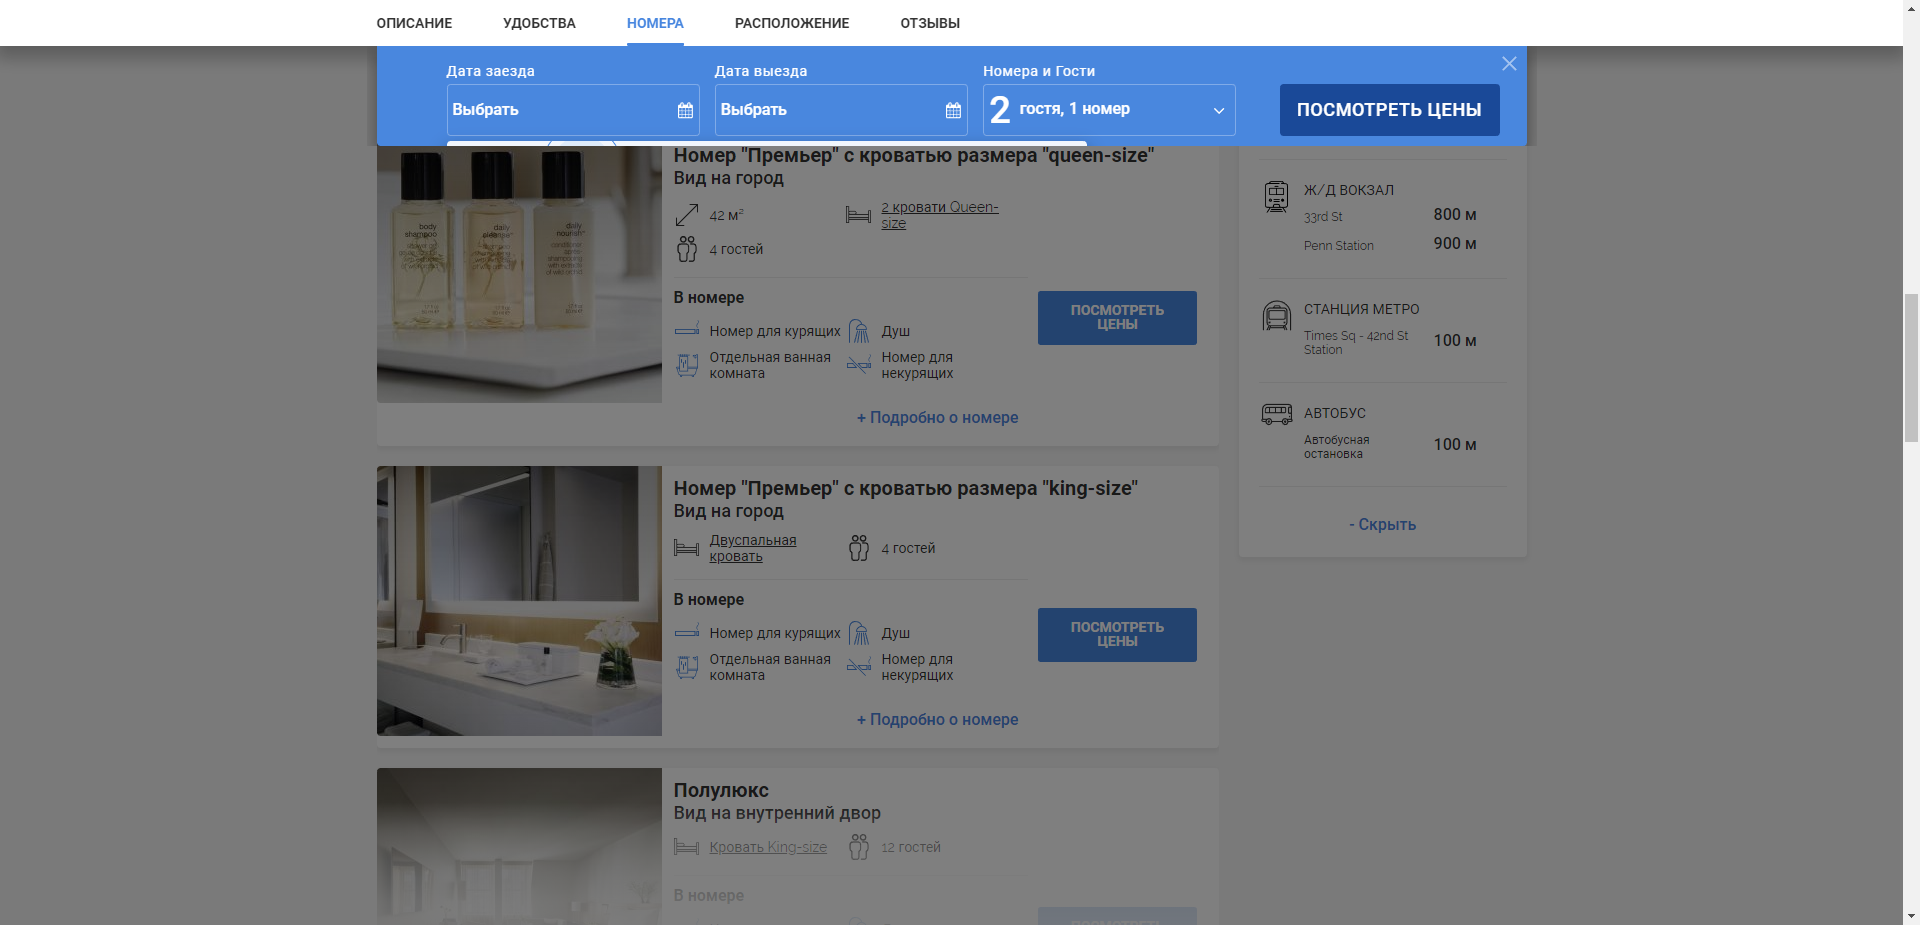 ОПИСАНИЕ
УДОБСТВА
НОМЕРА
РАСПОЛОЖЕНИЕ
ОТЗЫВЫ
Дата заезда
Выбрать
Дата выезда
Выбрать
Номера и Гости
2 гостя, 1 номер
ПОСМОТРЕТЬ ЦЕНЫ
body
shampoo
daily
cleanse
daily
nourish
Номер "Премьер" с кроватью размера "queen-size"
Вид на город
42 м²
2 кровати Queen-
size
4 гостей
В номере
Номер для курящих
Душ
Отдельная ванная
комната
Номер для
некурящих
ПОСМОТРЕТЬ
ЦЕНЫ
+ Подробно о номере
Номер "Премьер" с кроватью размера "king-size"
Вид на город
Двуспальная
кровать
4 гостей
В номере
Номер для курящих
Душ
Отдельная ванная
комната
Номер для
некурящих
ПОСМОТРЕТЬ
ЦЕНЫ
+ Подробно о номере
Полулюкс
Вид на внутренний двор
Кровать King-size
12 гостей
В номере
ПОСМОТРЕТЬ
Ж/Д ВОКЗАЛ
33rd St
800 м
Penn Station
900 м
СТАНЦИЯ МЕТРО
Times Sq - 42nd St
Station
100 м
АВТОБУС
Автобусная
остановка
100 м
- Скрыть